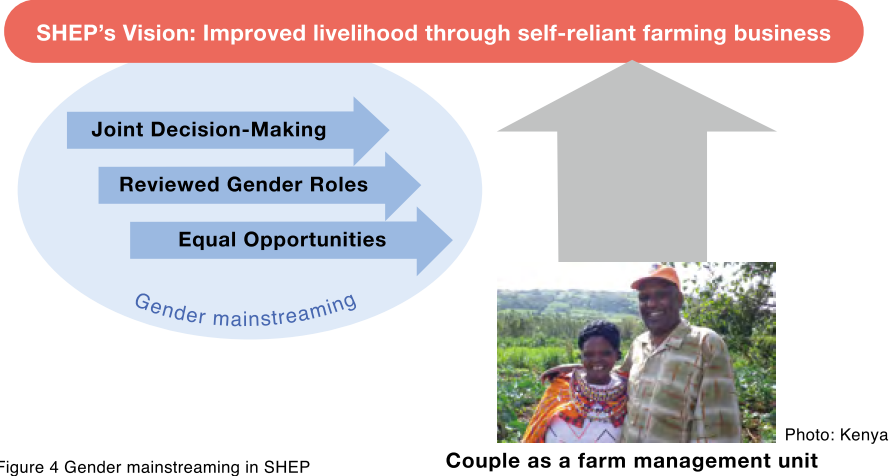 SHEP's Vision: Improved livelihood through self-reliant farming business
Joint Decision-Making
Reviewed Gender Roles
Equal Opportunities
Gender mainstreaming
Photo: Kenya
Couple as a farm management unit
Figure 4 Gender mainstreaming in SHEP